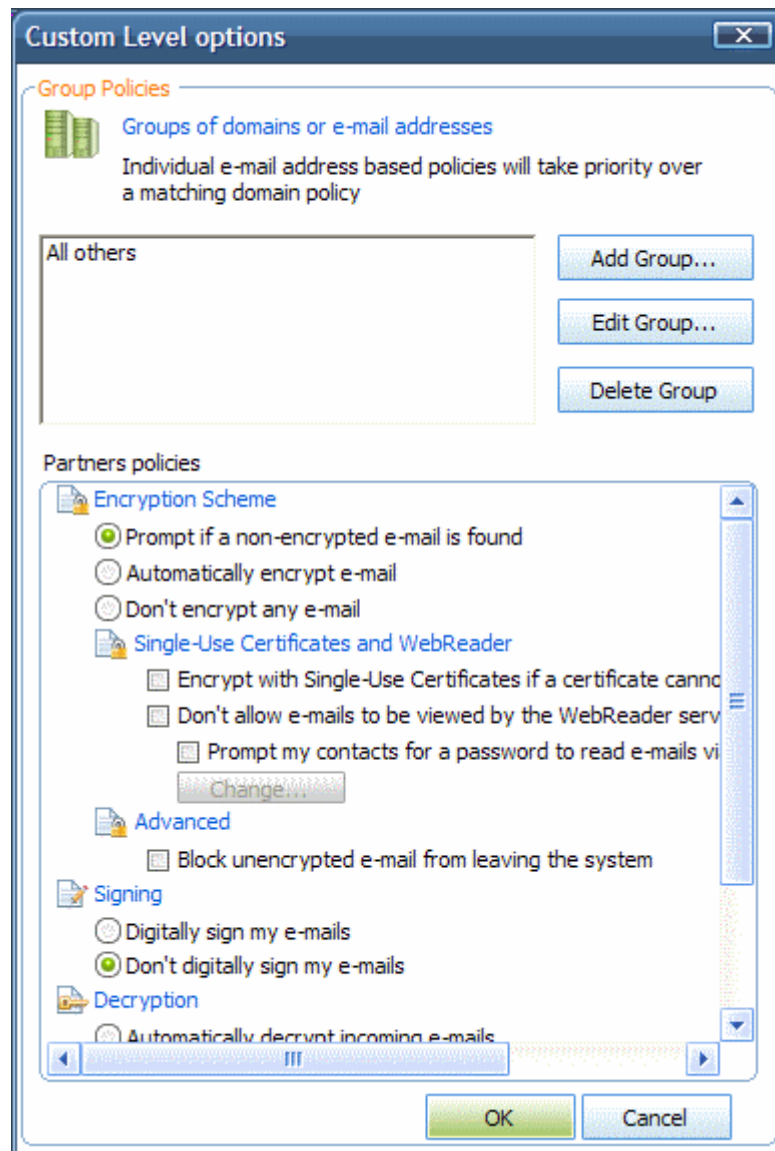 Custom Level options
Group Policies
Groups of domains or e-mail addresses
Individual e-mail address based policies will take priority over
a matching domain policy
All others
Add Group...
Edit Group...
Delete Group
Partners policies
Encryption Scheme
Prompt if a non-encrypted e-mail is found
Automatically encrypt e-mail
Don't encrypt any e-mail
Single-Use Certificates and WebReader
Encrypt with Single-Use Certificates if a certificate canno
Don't allow e-mails to be viewed by the WebReader serv
Prompt my contacts for a password to read e-mails vi
Change...
Advanced
Block unencrypted e-mail from leaving the system
Signing
Digitally sign my e-mails
Don't digitally sign my e-mails
Decryption
Automatically decrypt incoming e-mails
OK
Cancel